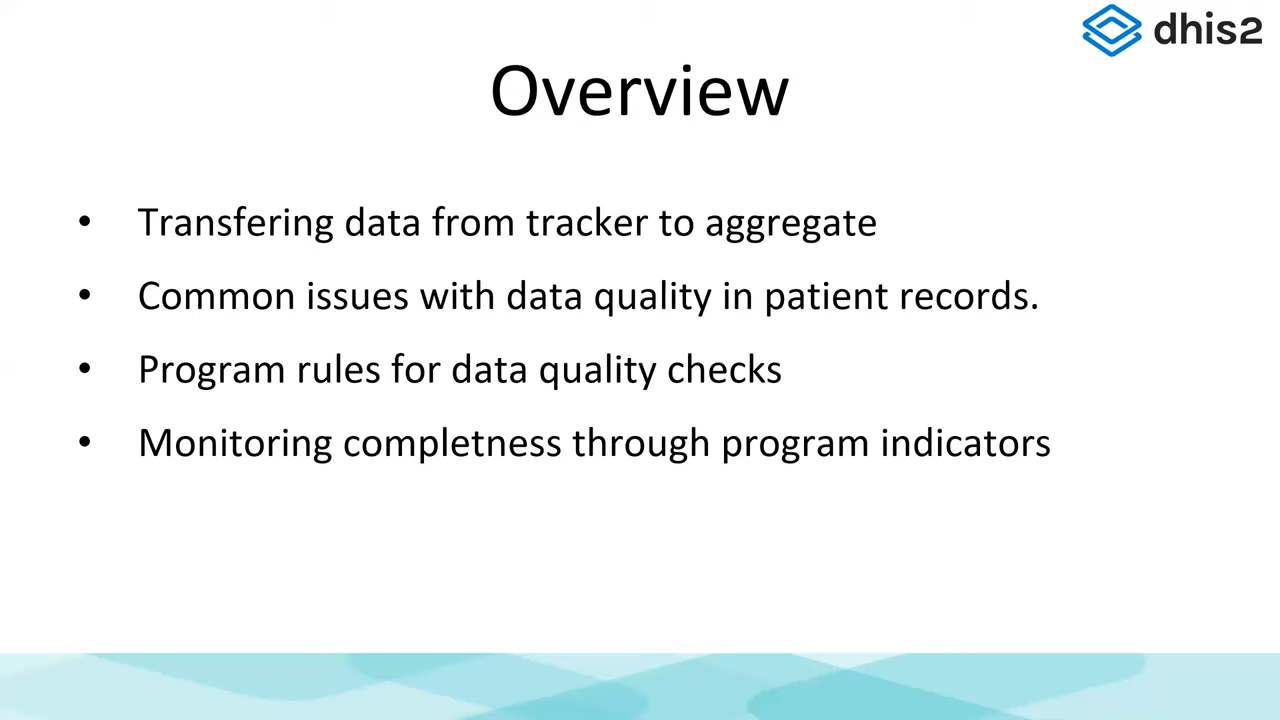 dhis2
Overview
• Transfering data from tracker to aggregate
• Common issues with data quality in patient records.
• Program rules for data quality checks
• Monitoring completness through program indicators